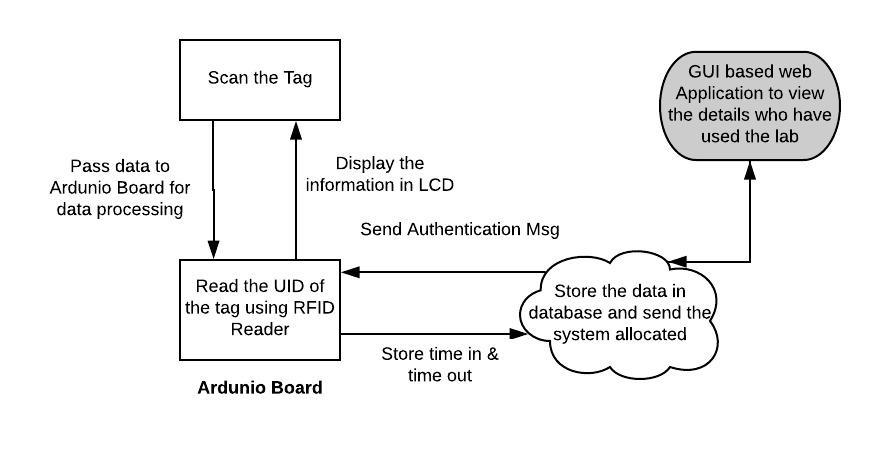 Scan the Tag
GUI based web
Application to view
the details who have
used the lab
Pass data to
Ardunio Board for
data processing
Display the
information in LCD
Send Authentication Msg
Read the UID of
the tag using RFID
Reader
Store the data in
database and send the
system allocated
Store time in &
time out
Ardunio Board